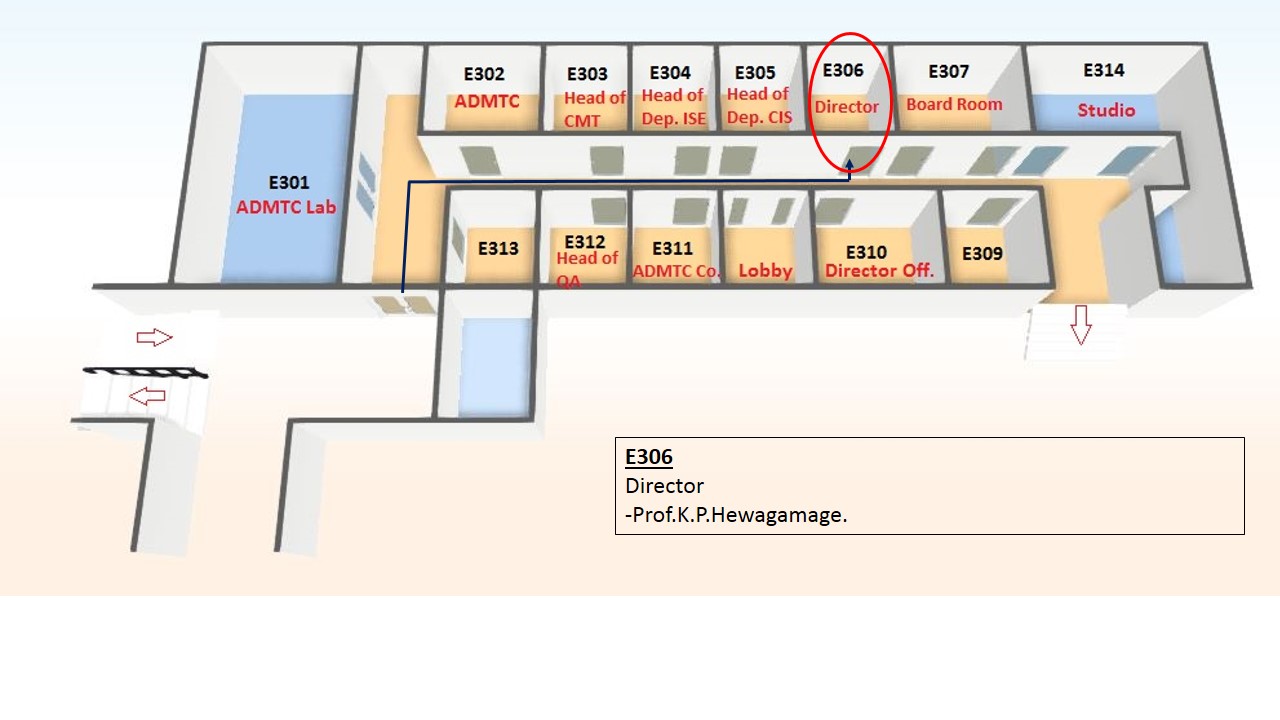 E301
ADMTC Lab
E302
ADMTC
E303
Head of
CMT
E304
Head of
Dep. ISE
E305
Head of
Dep. CIS
E306
Director
E307
Board Room
E314
Studio
E313
E312
Head of
QA
E311
ADMTC Co.
Lobby
E310
Director Off.
E309
E306
Director
-Prof.K.P.Hewagamage.